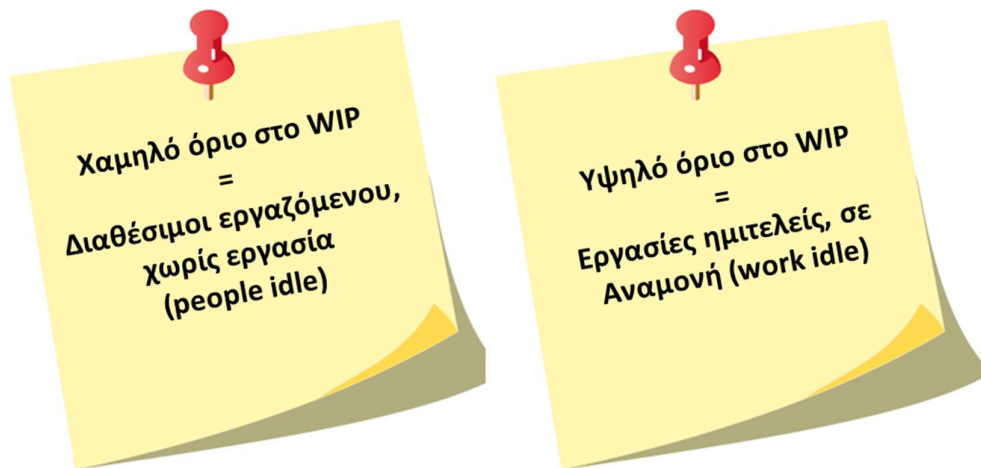 Χαμηλό όριο στο WIP
=
Διαθέσιμοι εργαζόμενου,
χωρίς εργασία
(people idle)
Υψηλό όριο στο WIP
=
Εργασίες ημιτελείς, σε
Αναμονή (work idle)